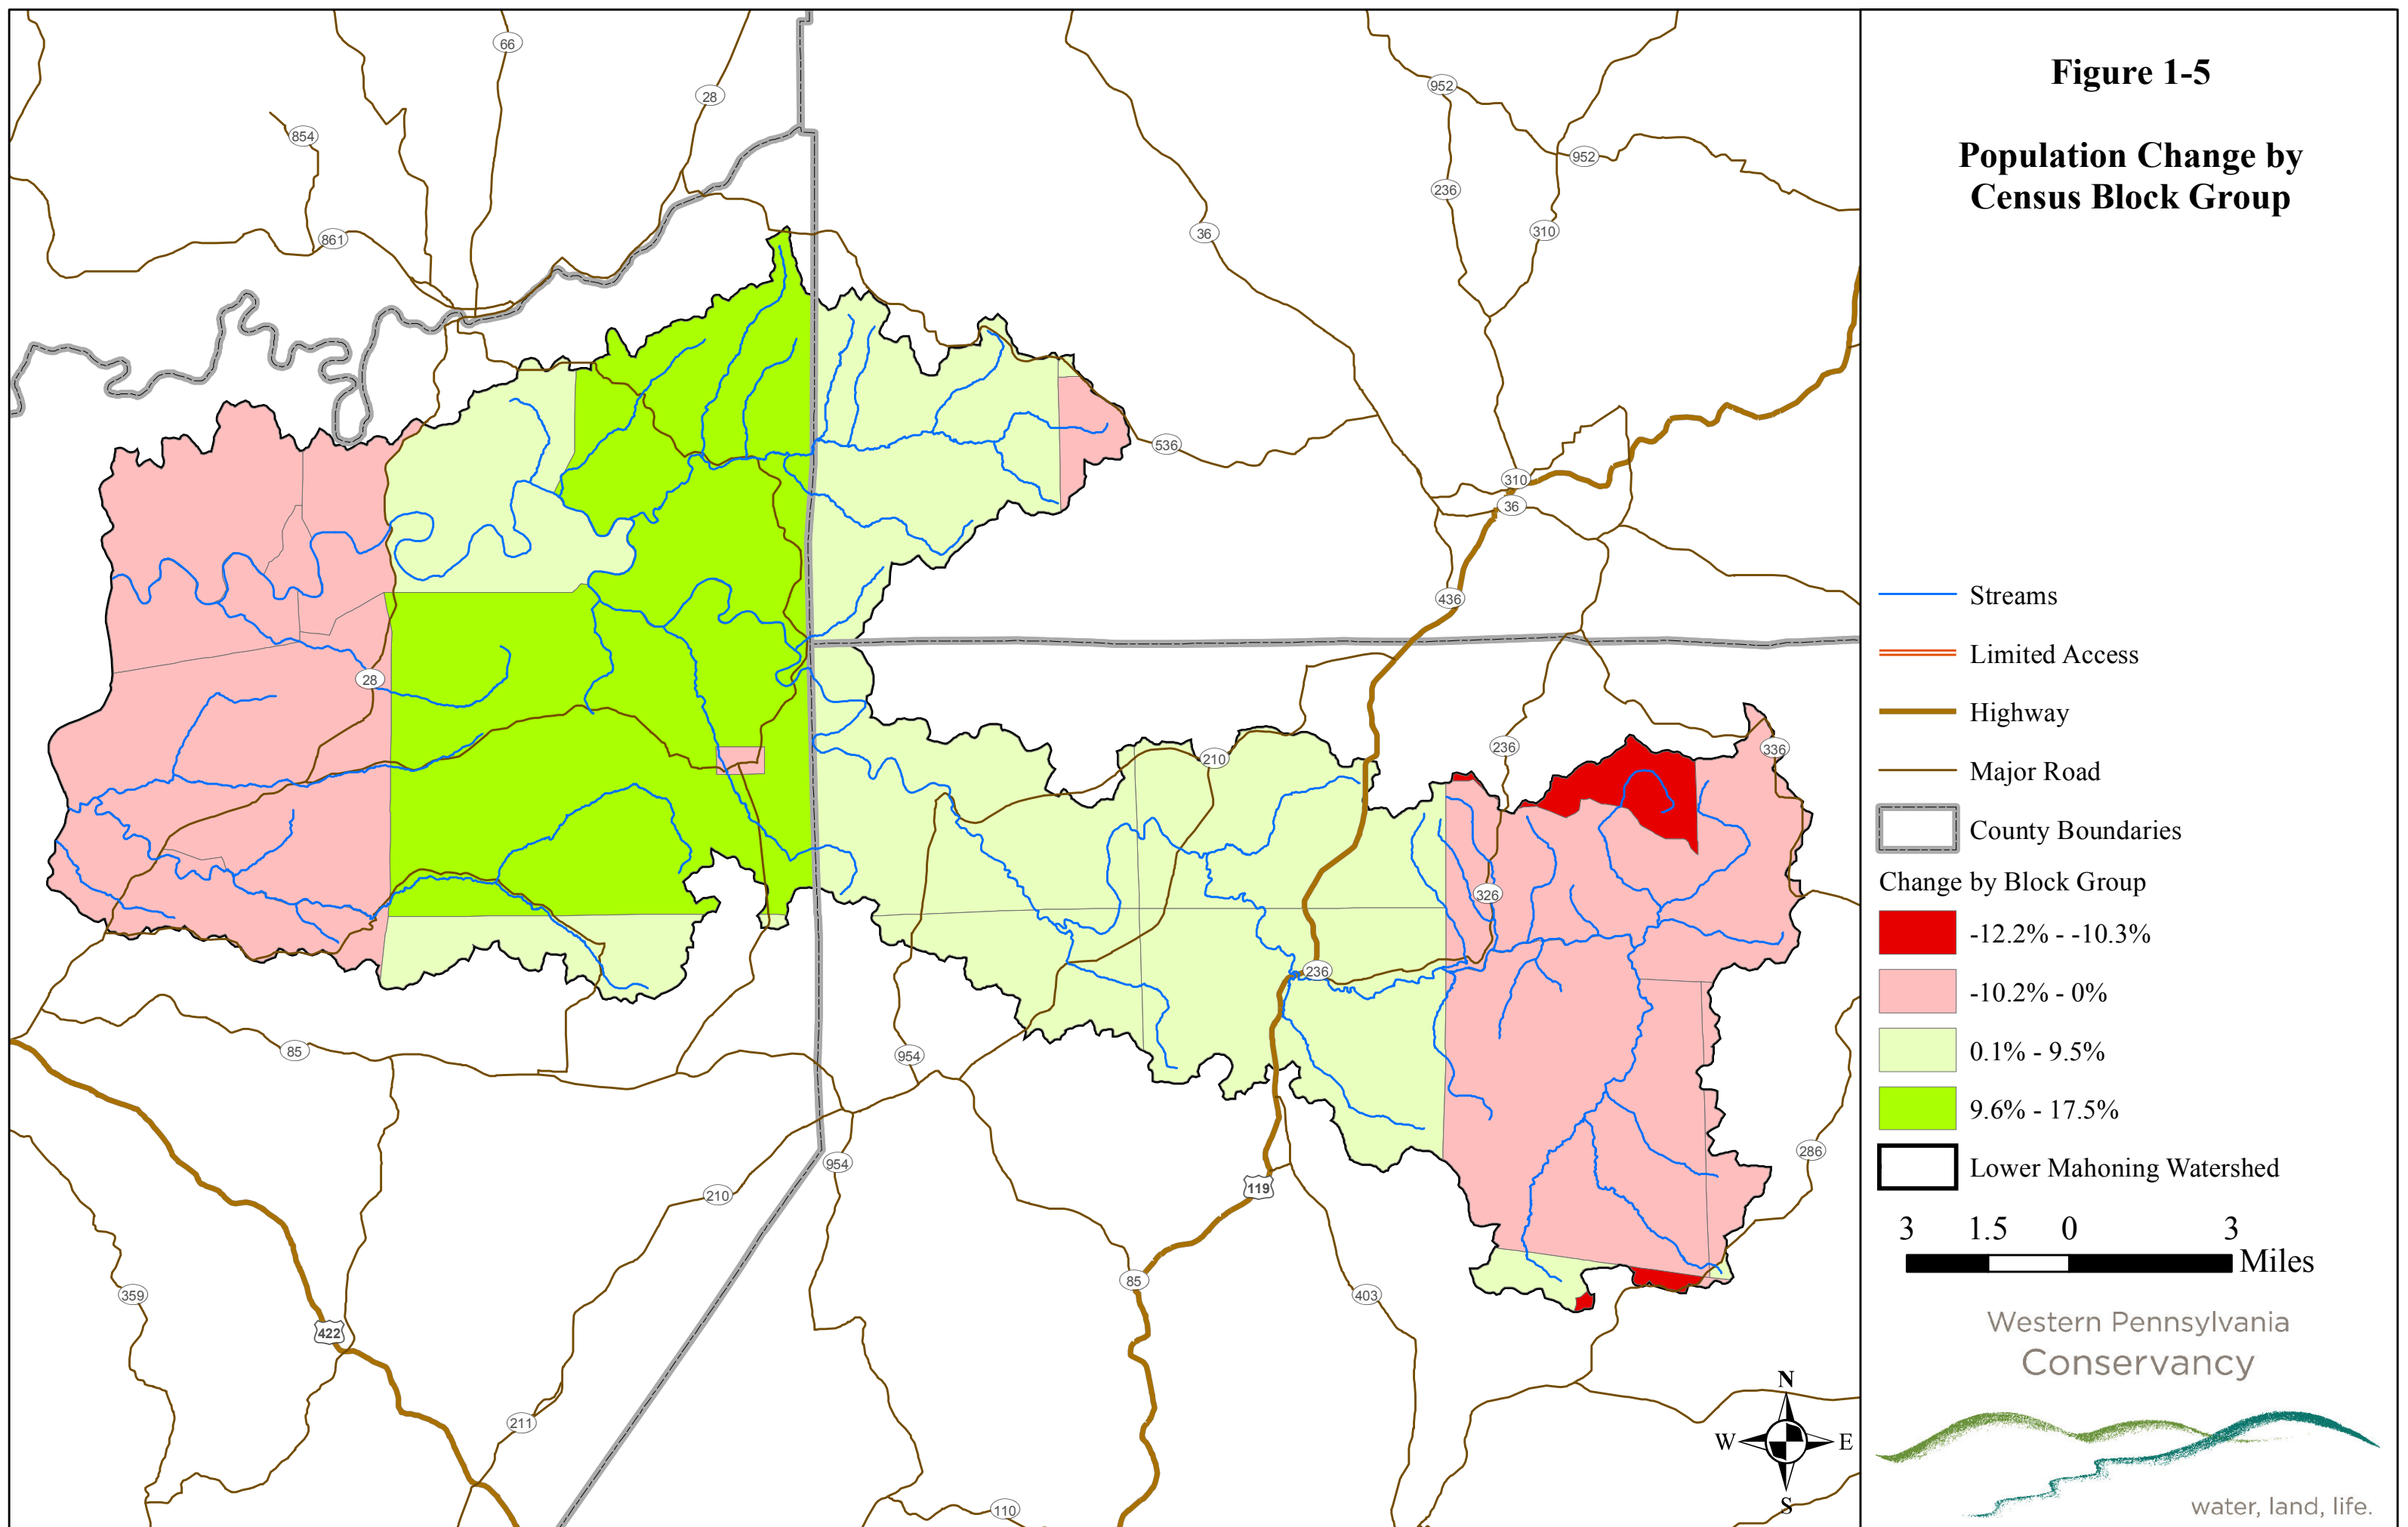 Figure 1-5
Population Change by
Census Block Group
66
28
854
861
952
952
236
310
36
536
310
36
436
28
210
236
336
326
236
85
954
954
210
119
286
85
403
359
422
211
110
Streams
Limited Access
Highway
Major Road
County Boundaries
Change by Block Group
-12.2% - -10.3%
-10.2% - 0%
0.1% - 9.5%
9.6% - 17.5%
Lower Mahoning Watershed
3 1.5 0 3
Miles
Western Pennsylvania
Conservancy
water, land, life.
N
W E
S